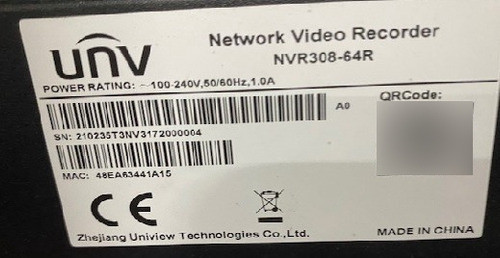 unv
Network Video Recorder
NVR308-64R
POWER RATING: ~100-240V,50/60Hz,1.0A
A0
QRCode:
SN: 210235T3NV3172000004
MAC: 48EA63441A15
CE
Zhejiang Uniview Technologies Co.,Ltd.
MADE IN CHINA